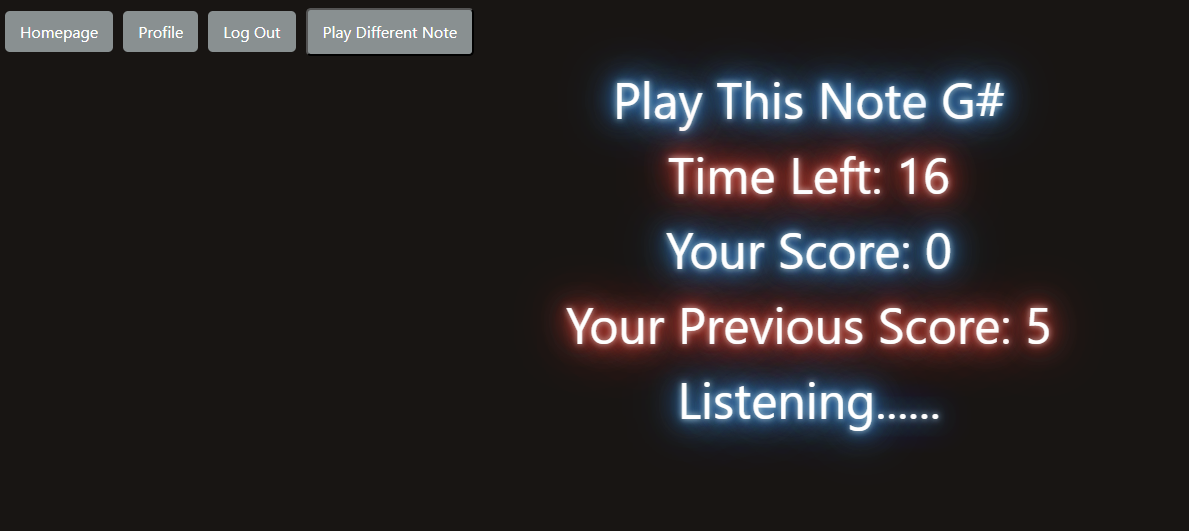 Homepage Profile Log Out Play Different Note
Play This Note G#
Time Left: 16
Your Score: 0
Your Previous Score: 5
Listening......